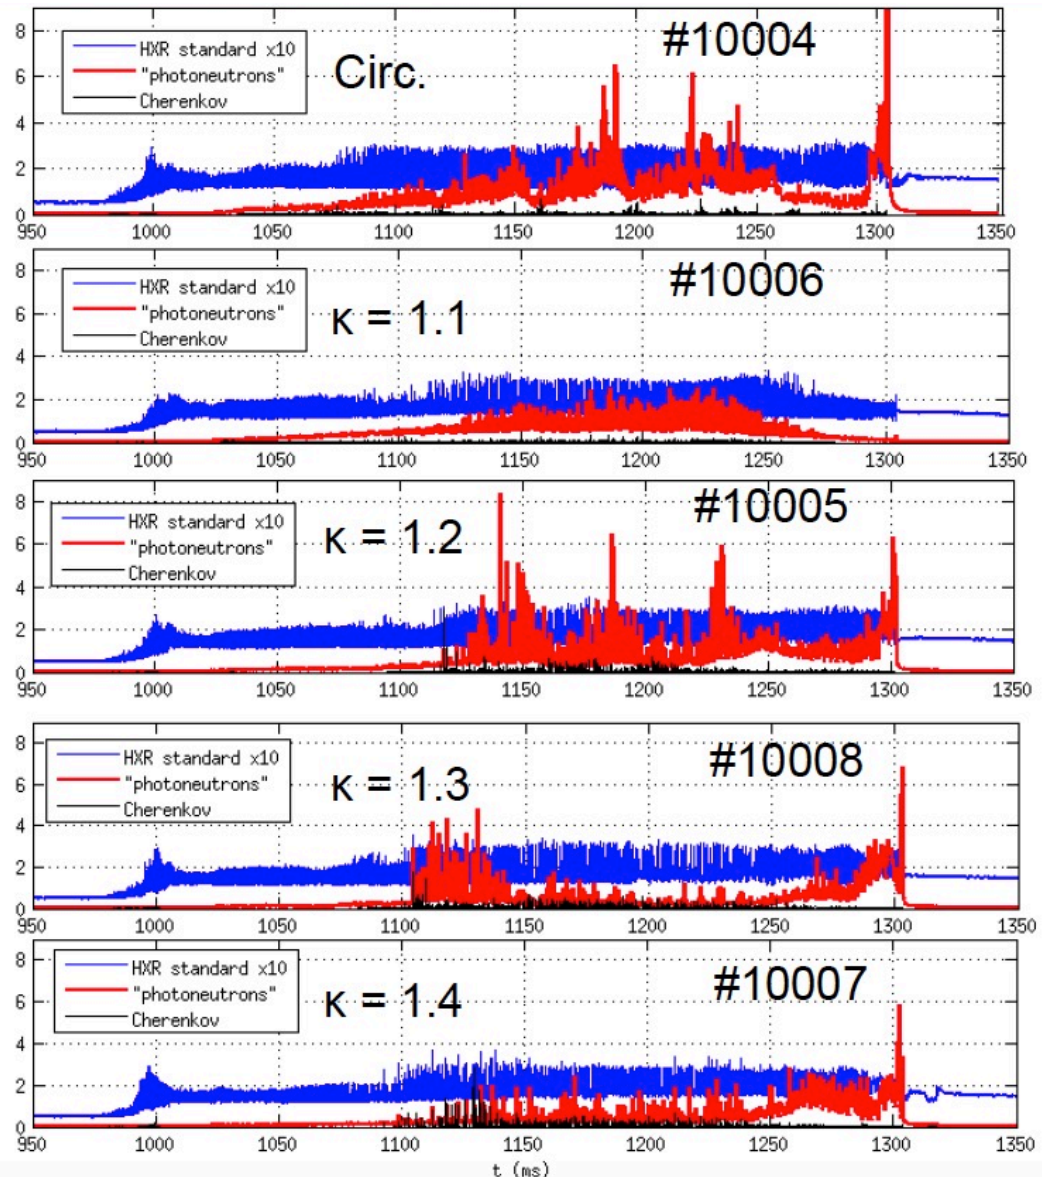 8
6
4
2
0
HXR standard x10
"photoneutrons"
Cherenkov
Circ.
#10004
950 1000 1050 1100 1150 1200 1250 1300 1350
8
6
4
2
0
HXR standard x10
"photoneutrons"
Cherenkov
κ = 1.1
#10006
950 1000 1050 1100 1150 1200 1250 1300 1350
8
6
4
2
0
HXR standard x10
"photoneutrons"
Cherenkov
κ = 1.2
#10005
950 1000 1050 1100 1150 1200 1250 1300 1350
8
6
4
2
0
HXR standard x10
"photoneutrons"
Cherenkov
κ = 1.3
#10008
950 1000 1050 1100 1150 1200 1250 1300 1350
8
6
4
2
0
HXR standard x10
"photoneutrons"
Cherenkov
κ = 1.4
#10007
950 1000 1050 1100 1150 1200 1250 1300 1350
t (ms)